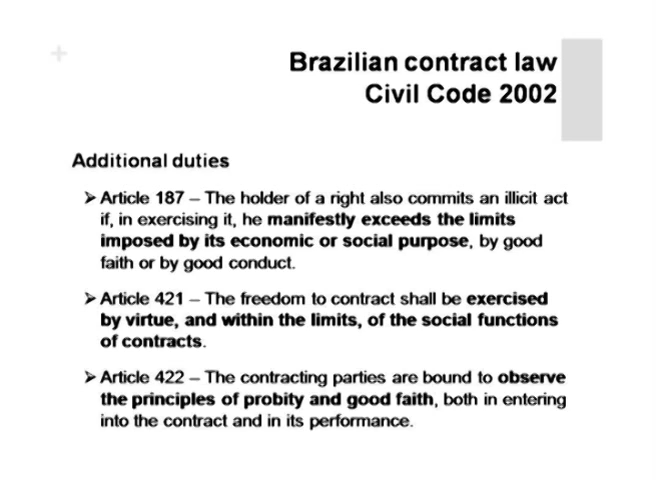 Brazilian contract law
Civil Code 2002
Additional duties
➢ Article 187 – The holder of a right also commits an illicit act
if, in exercising it, he manifestly exceeds the limits
imposed by its economic or social purpose, by good
faith or by good conduct.
➢ Article 421 – The freedom to contract shall be exercised
by virtue, and within the limits, of the social functions
of contracts.
➢ Article 422 – The contracting parties are bound to observe
the principles of probity and good faith, both in entering
into the contract and in its performance.